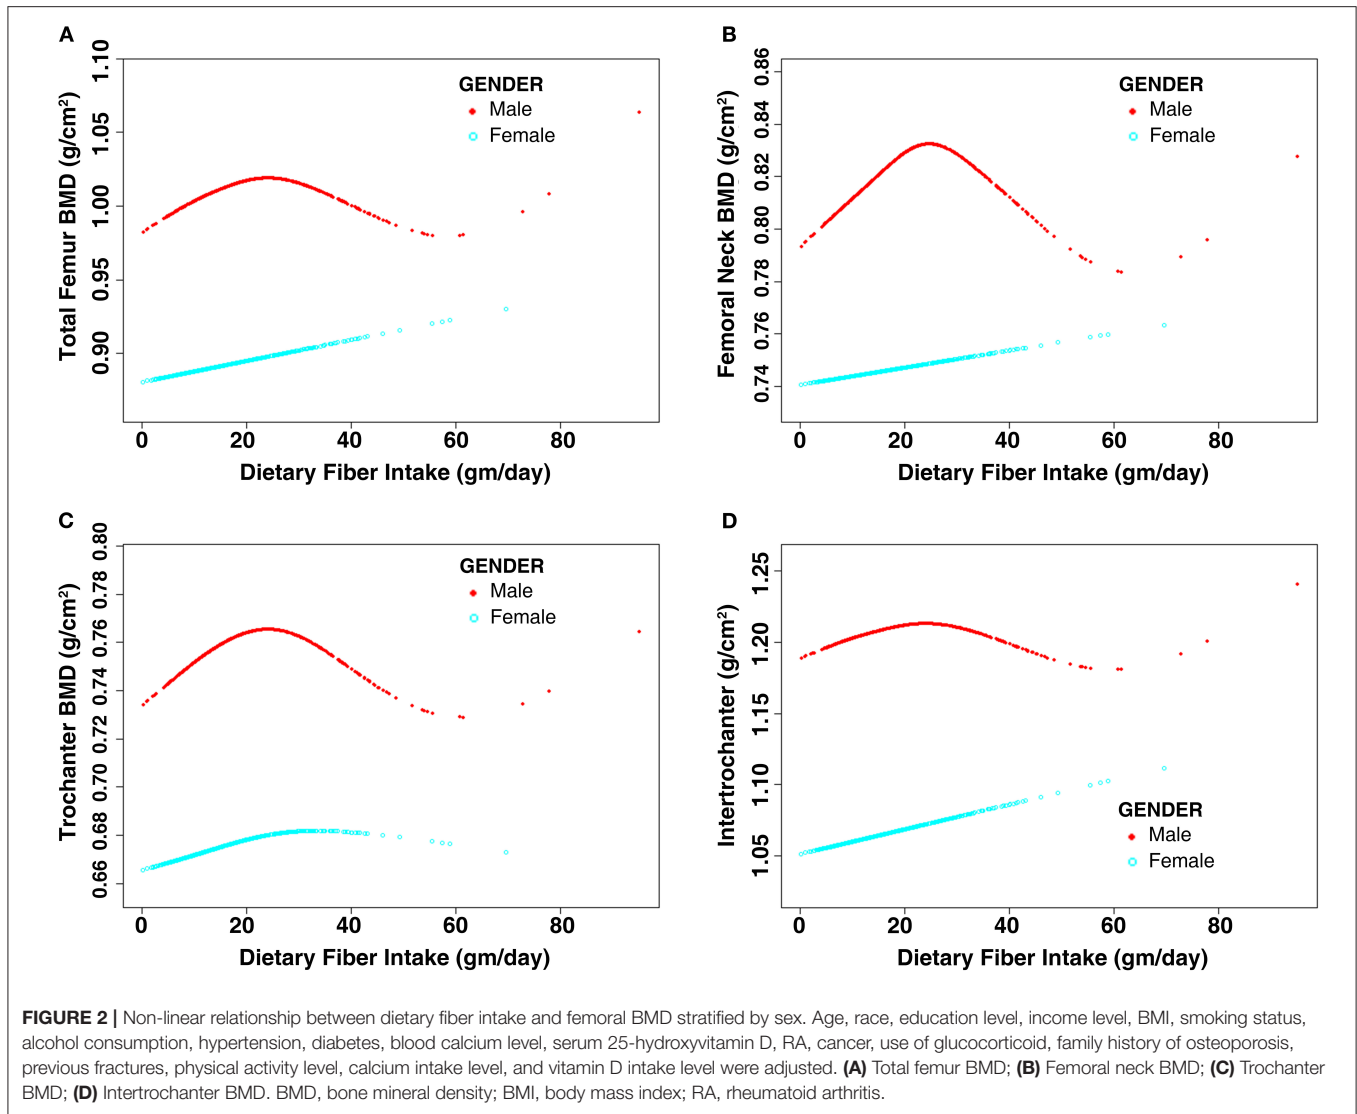 A
1.10
1.05
1.00
0.95
0.90
Total Femur BMD (g/cm²)
GENDER
Male
Female
0 20 40 60 80
Dietary Fiber Intake (gm/day)
B
0.86
0.84
0.82
0.80
0.78
0.76
0.74
Femoral Neck BMD (g/cm²)
GENDER
Male
Female
0 20 40 60 80
Dietary Fiber Intake (gm/day)
C
0.80
0.78
0.76
0.74
0.72
0.70
0.68
0.66
Trochanter BMD (g/cm²)
GENDER
Male
Female
0 20 40 60 80
Dietary Fiber Intake (gm/day)
D
1.25
1.20
1.15
1.10
1.05
Intertrochanter (g/cm²)
GENDER
Male
Female
0 20 40 60 80
Dietary Fiber Intake (gm/day)
FIGURE 2 | Non-linear relationship between dietary fiber intake and femoral BMD stratified by sex. Age, race, education level, income level, BMI, smoking status,
alcohol consumption, hypertension, diabetes, blood calcium level, serum 25-hydroxyvitamin D, RA, cancer, use of glucocorticoid, family history of osteoporosis,
previous fractures, physical activity level, calcium intake level, and vitamin D intake level were adjusted. (A) Total femur BMD; (B) Femoral neck BMD; (C) Trochanter
BMD; (D) Intertrochanter BMD. BMD, bone mineral density; BMI, body mass index; RA, rheumatoid arthritis.